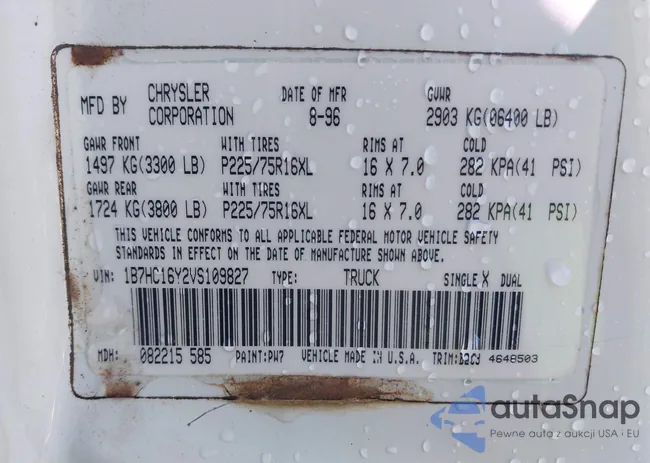 MFD BY CHRYSLER CORPORATION DATE OF MFR 8-96 GVWR 2903 KG(06400 LB)
GAWR FRONT WITH TIRES RIMS AT COLD
1497 KG(3300 LB) P225/75R16XL 16 X 7.0 282 KPA(41 PSI)
GAWR REAR WITH TIRES RIMS AT COLD
1724 KG(3800 LB) P225/75R16XL 16 X 7.0 282 KPA(41 PSI)
THIS VEHICLE CONFORMS TO ALL APPLICABLE FEDERAL MOTOR VEHICLE SAFETY
STANDARDS IN EFFECT ON THE DATE OF MANUFACTURE SHOWN ABOVE.
VIN: 1B7HC16Y2VS109827 TYPE: TRUCK SINGLE X DUAL
MDH: 082215 585 PAINT:PW7 VEHICLE MADE IN U.S.A. TRIM: 4648503
autaSnap
Pewne auta z aukcji USA i EU